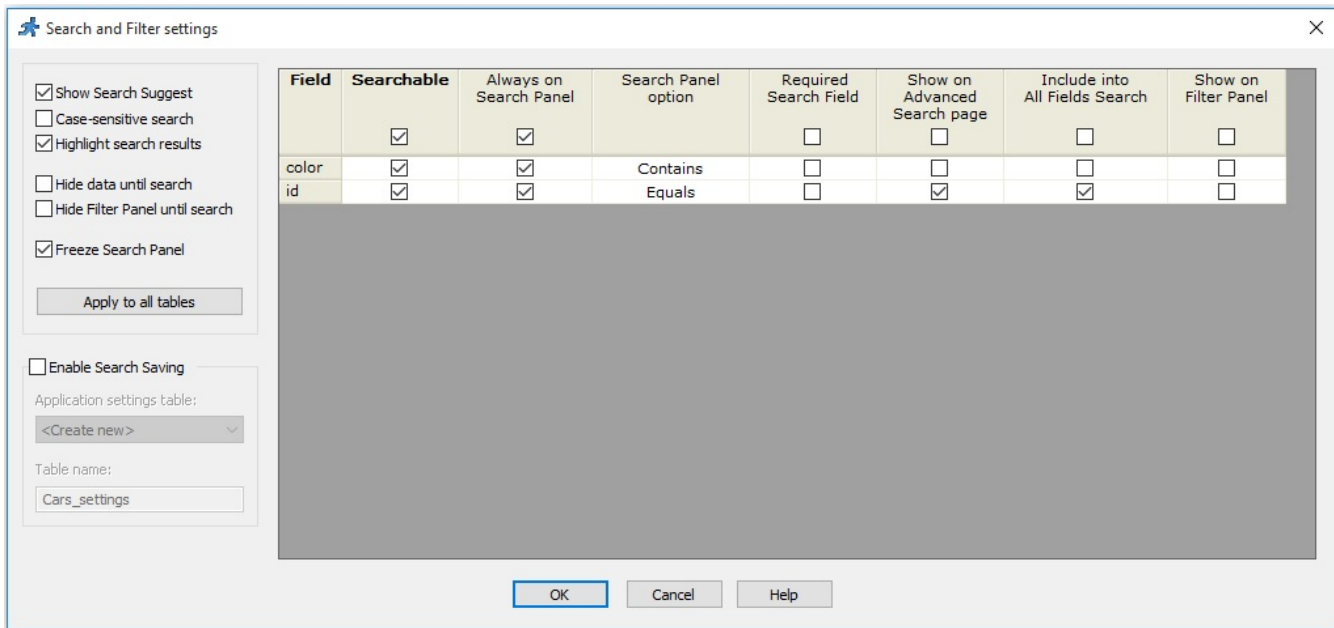 Search and Filter settings
Show Search Suggest
Case-sensitive search
Highlight search results
Hide data until search
Hide Filter Panel until search
Freeze Search Panel
Apply to all tables
Enable Search Saving
Application settings table:
<Create new>
Table name:
Cars_settings
Field Searchable Always on Search Panel Search Panel option Required Search Field Show on Advanced Search page Include into All Fields Search Show on Filter Panel
color Contains
id Equals
OK Cancel Help